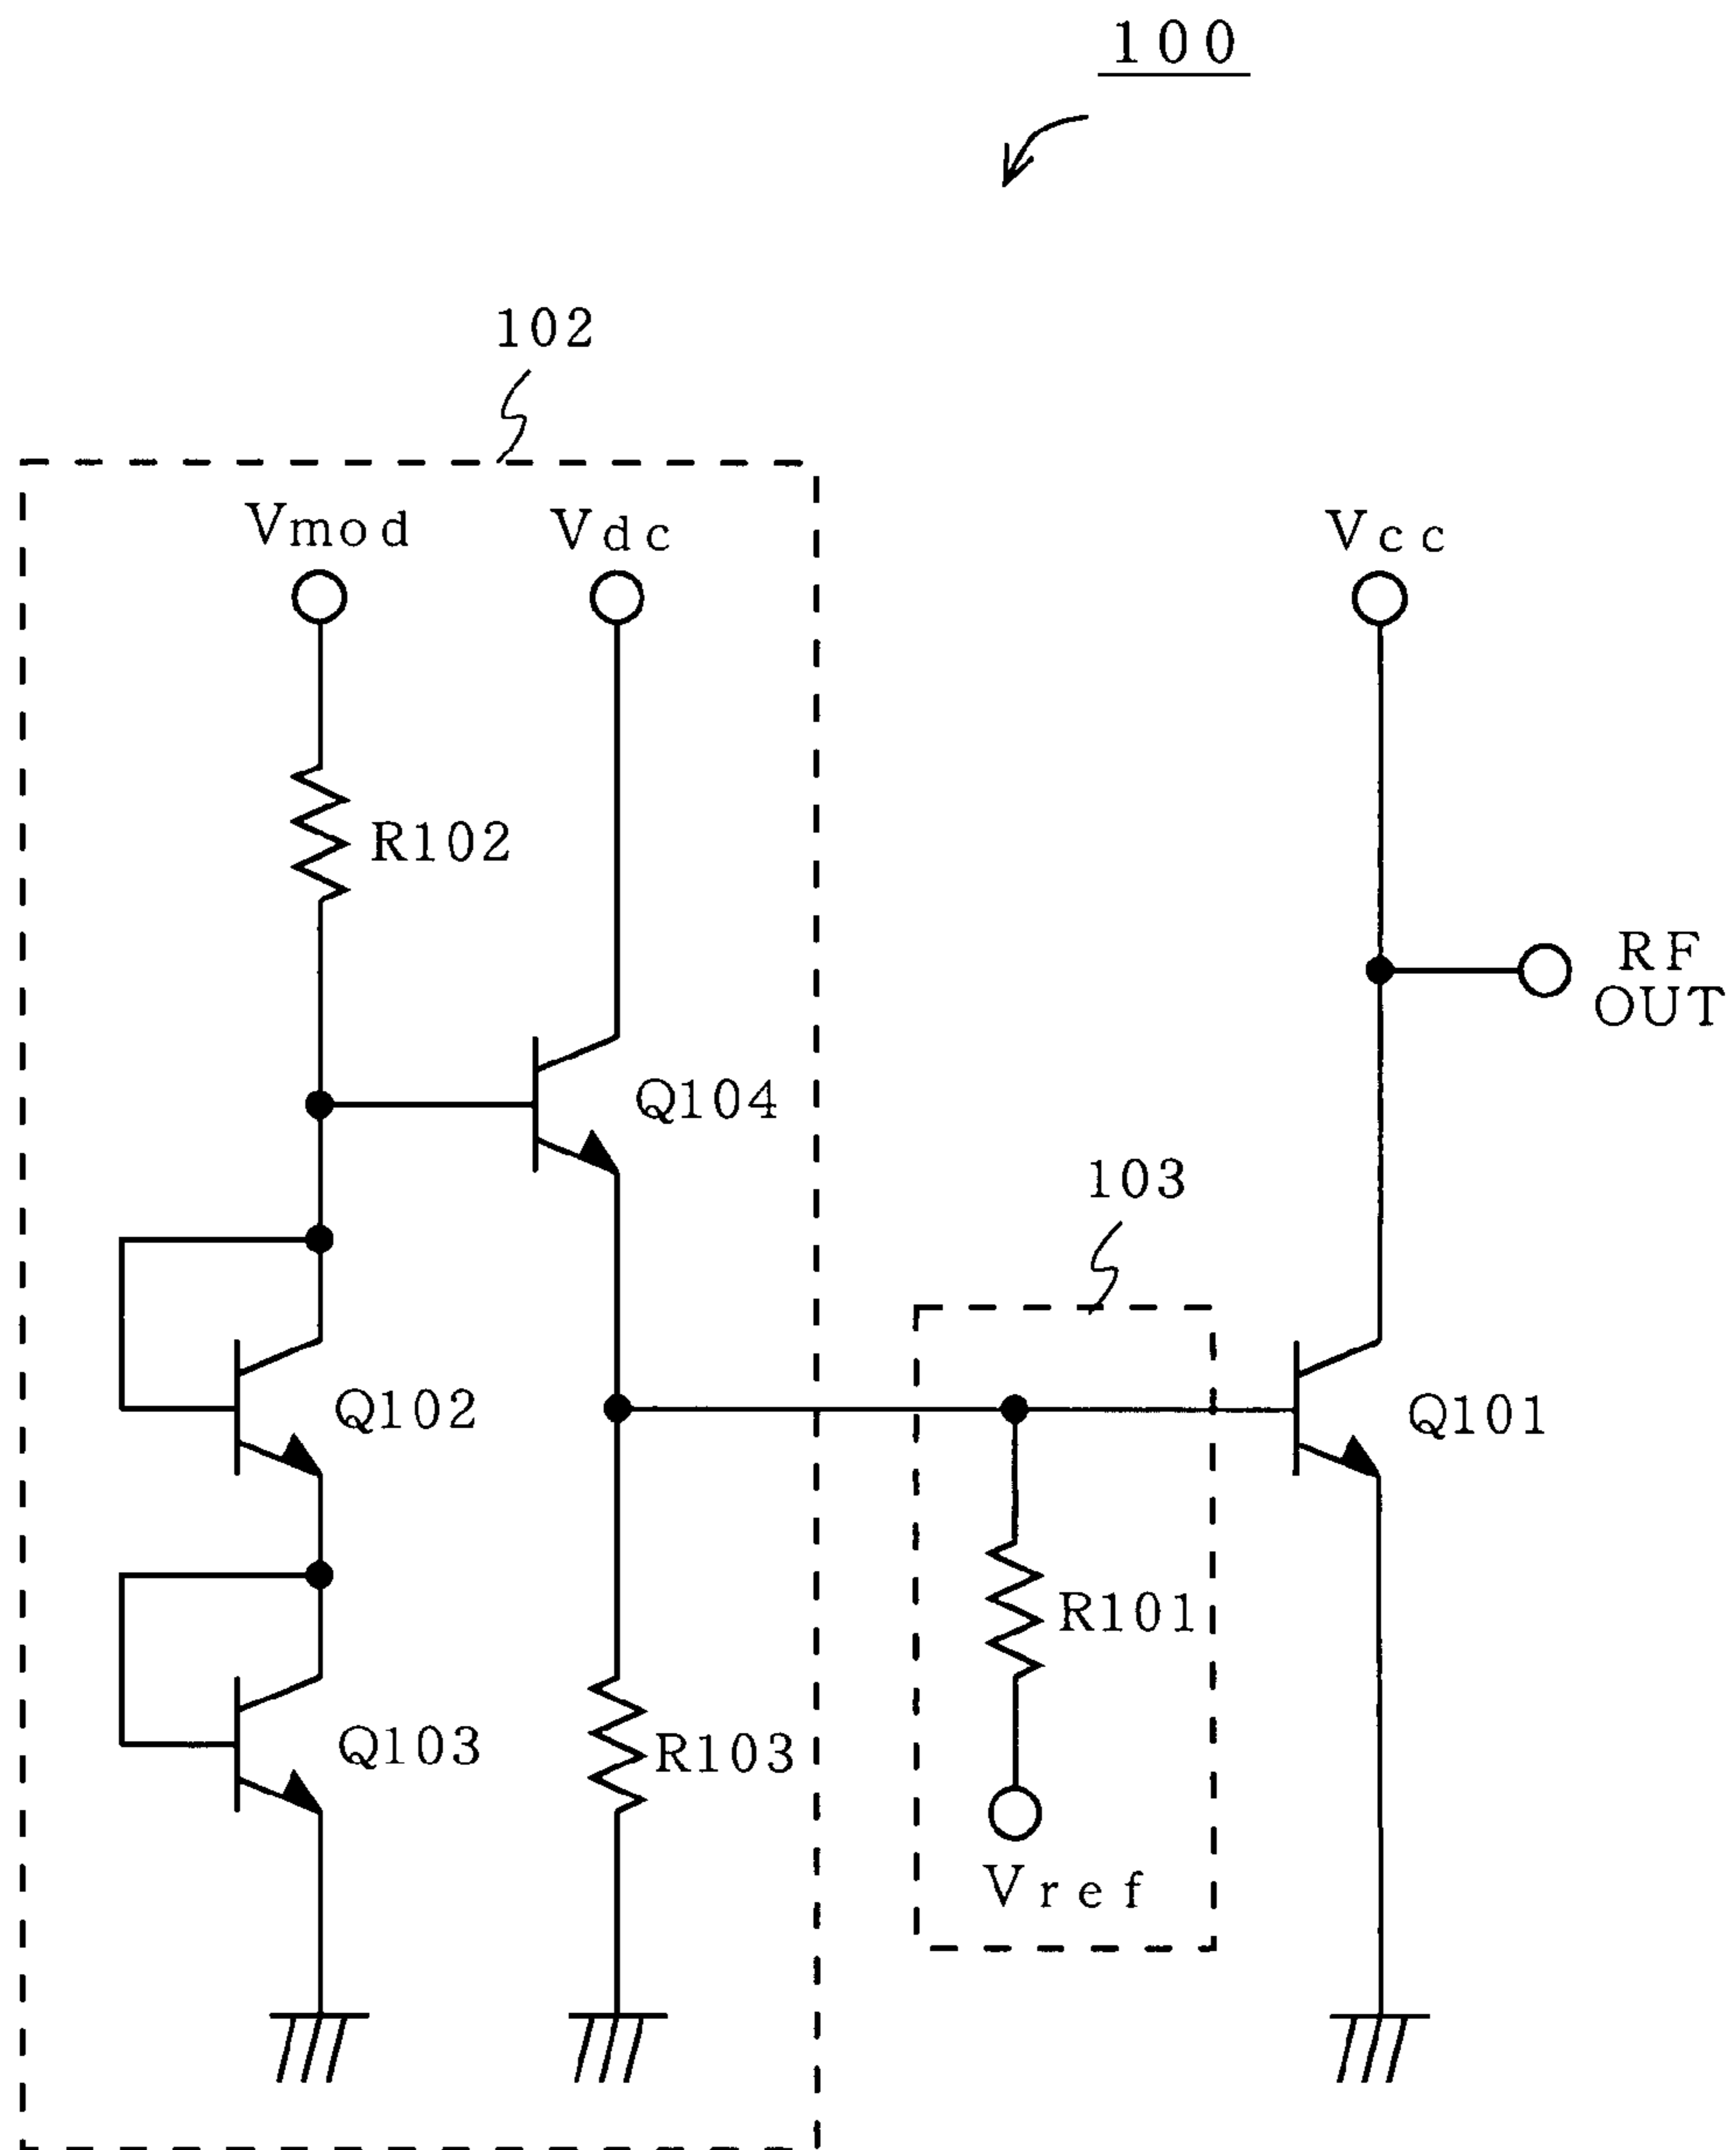 100
102
Vmod
Vdc
Vcc
R102
RF
OUT
Q104
103
Q102
Q101
R101
Q103
R103
Vref